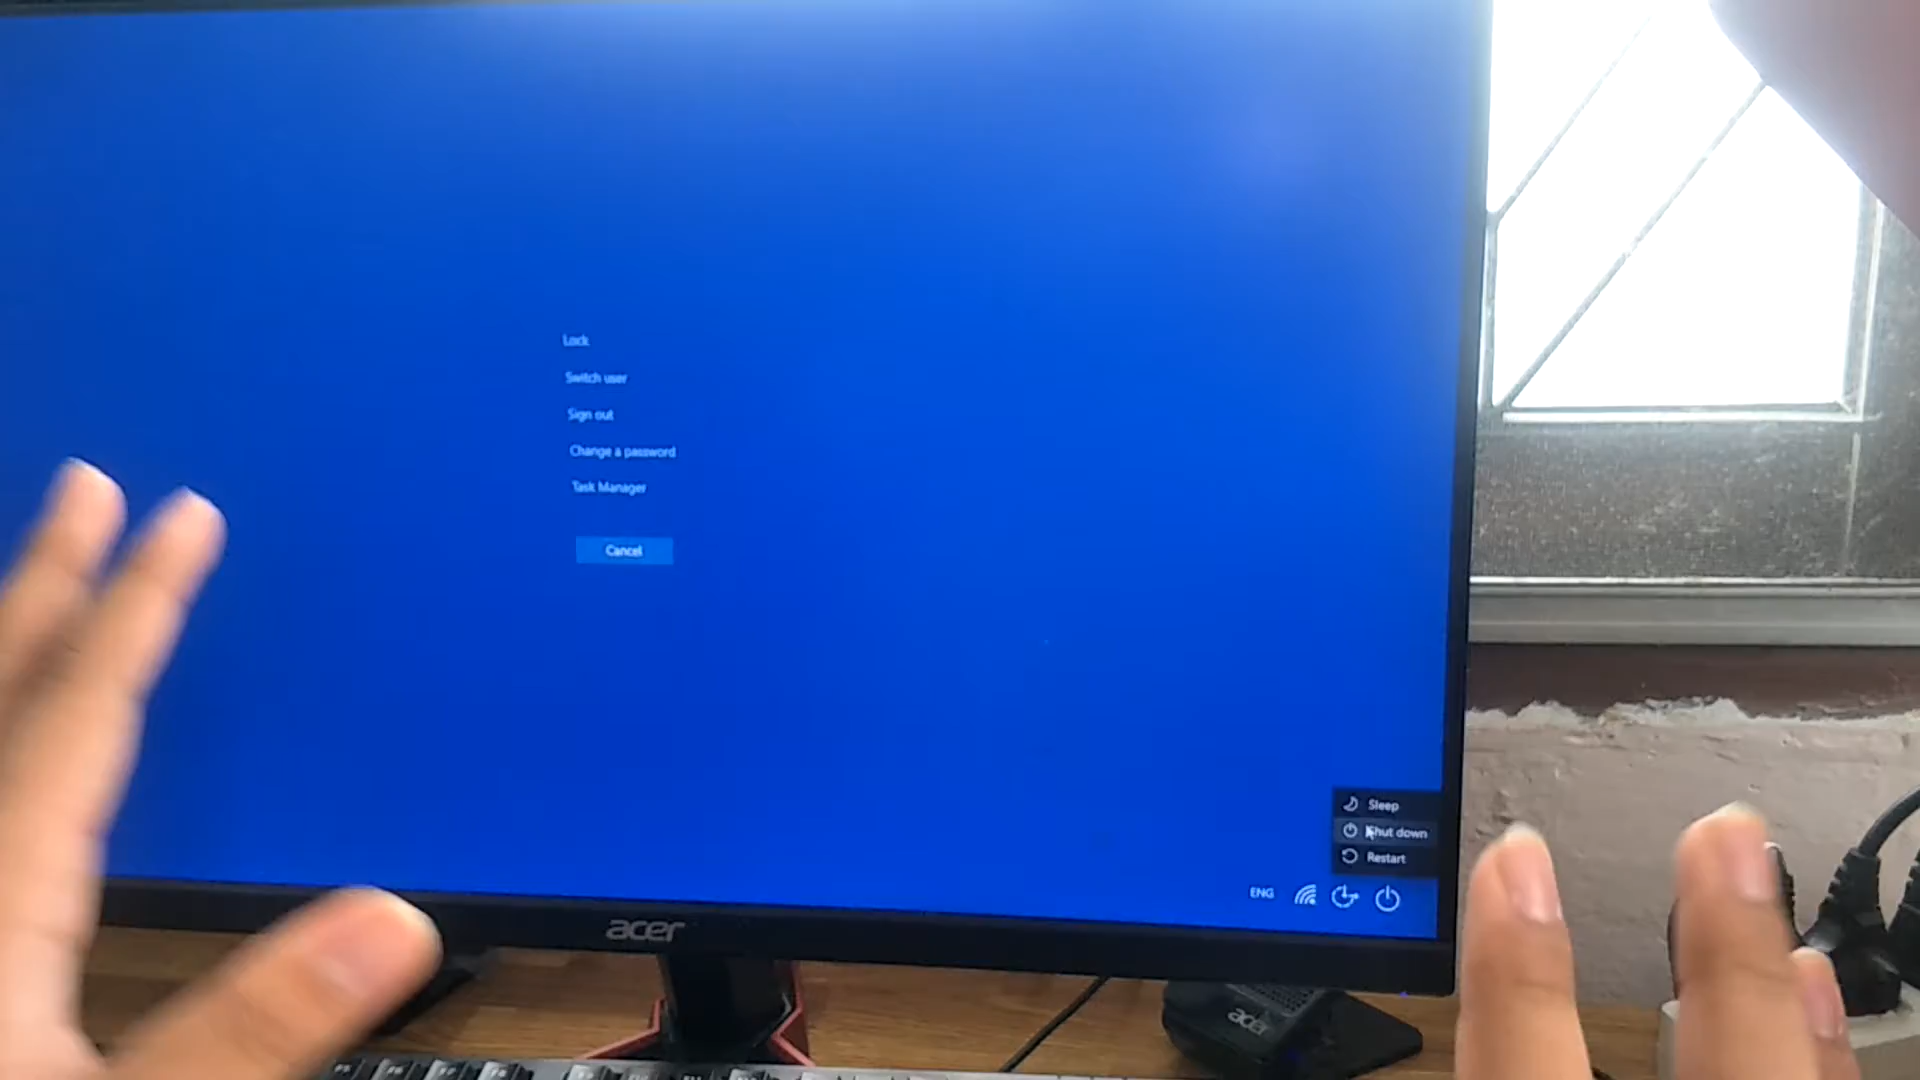 Lock
Switch user
Sign out
Change a password
Task Manager
Cancel
Sleep
Shut down
Restart
ENG
acer
acer